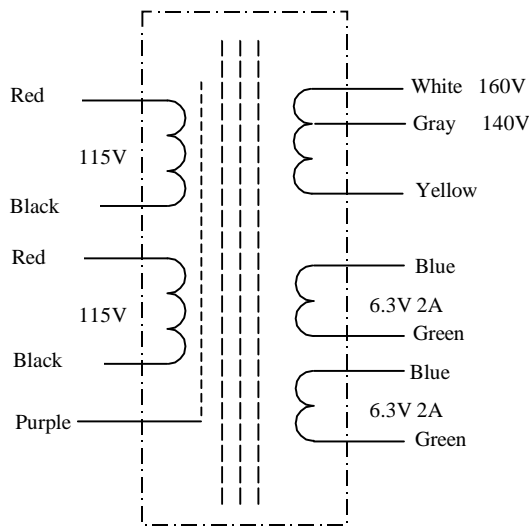 Red
115V
Black
Red
115V
Black
Purple
White 160V
Gray 140V
Yellow
Blue
6.3V 2A
Green
Blue
6.3V 2A
Green